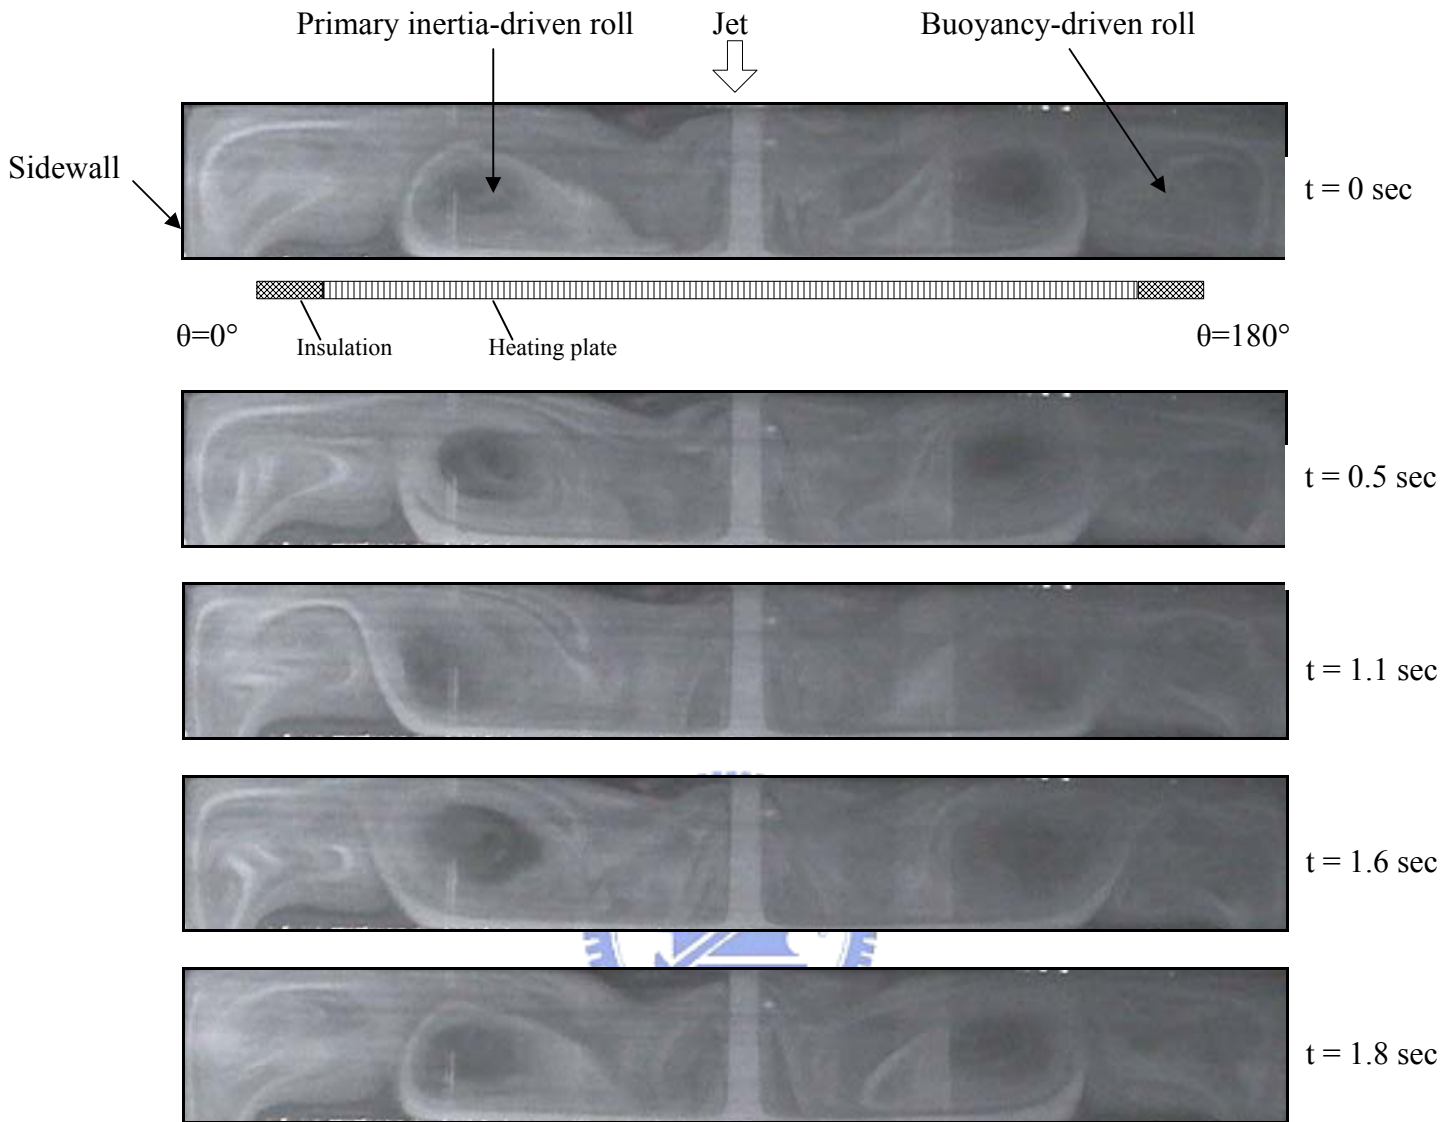 Primary inertia-driven roll
Jet
Buoyancy-driven roll
Sidewall
t = 0 sec
θ=0°
Insulation
Heating plate
θ=180°
t = 0.5 sec
t = 1.1 sec
t = 1.6 sec
t = 1.8 sec